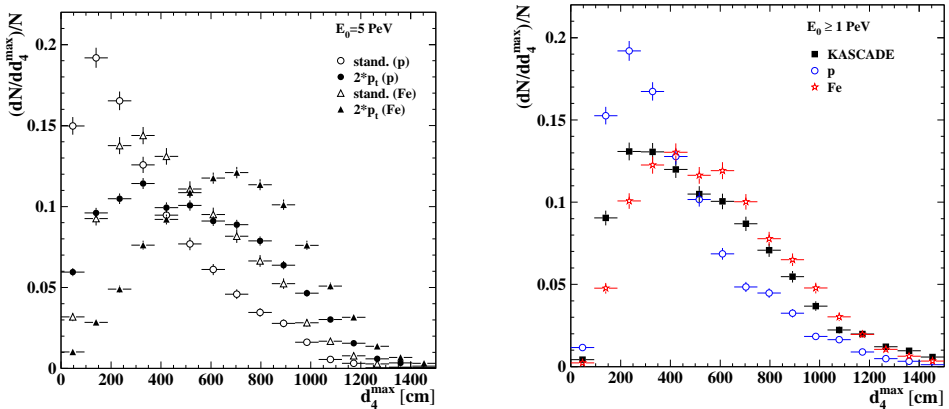 (dN/dd₄ᵐᵃˣ)/N
0.2
0.15
0.1
0.05
0
E₀=5 PeV
stand. (p)
2*pₜ (p)
stand. (Fe)
2*pₜ (Fe)
0 200 400 600 800 1000 1200 1400
d₄ᵐᵃˣ [cm]
(dN/dd₄ᵐᵃˣ)/N
0.2
0.15
0.1
0.05
0
E₀ ≥ 1 PeV
KASCADE
p
Fe
0 200 400 600 800 1000 1200 1400
d₄ᵐᵃˣ [cm]